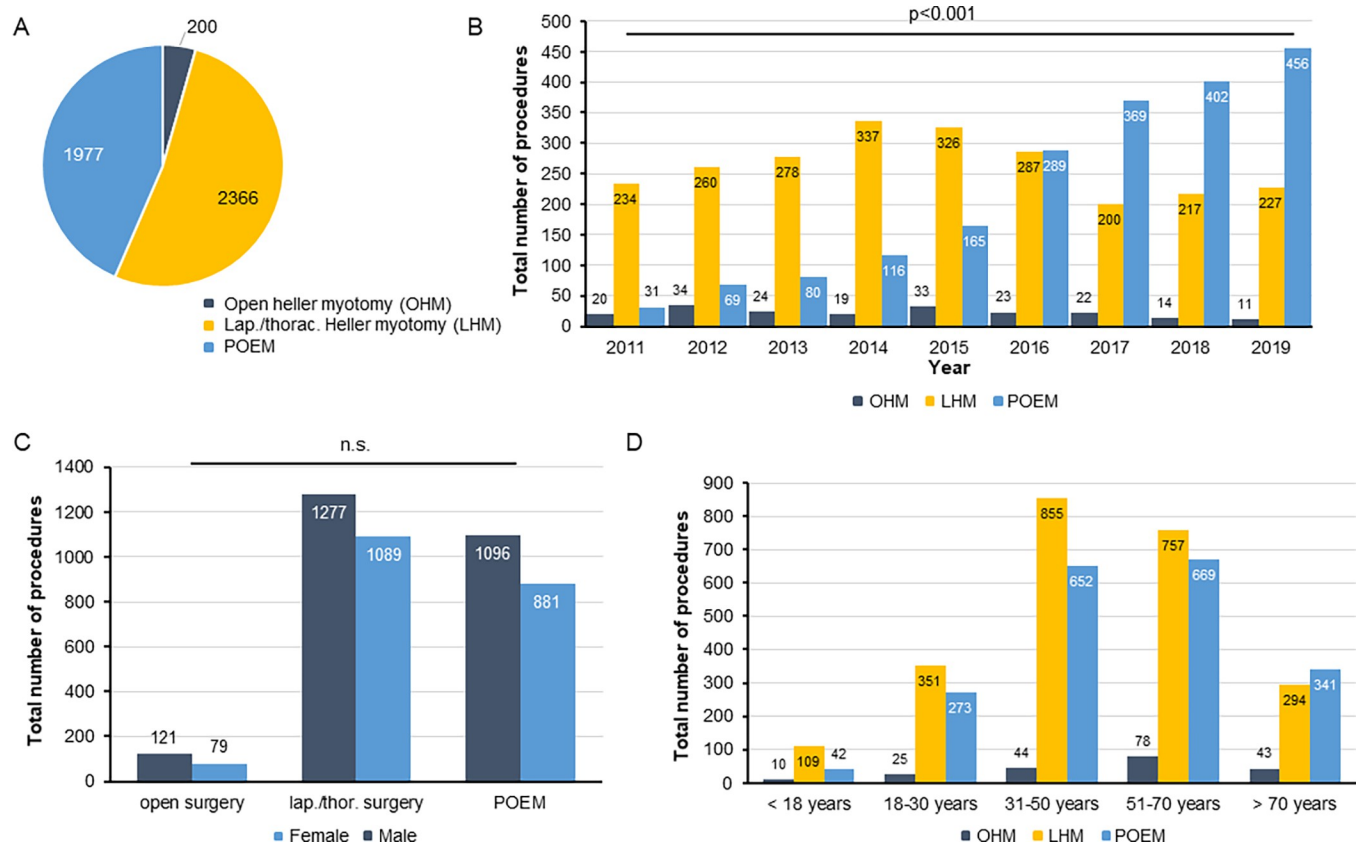 A
200
1977
2366
Open heller myotomy (OHM)
Lap./thorac. Heller myotomy (LHM)
POEM
B
p<0.001
Total number of procedures
500
450
400
350
300
250
200
150
100
50
0
20 234 31
34 260 69
24 278 80
19 337 116
33 326 165
23 287 289
22 200 369
14 217 402
11 227 456
2011 2012 2013 2014 2015 2016 2017 2018 2019
Year
OHM LHM POEM
C
n.s.
Total number of procedures
1400
1200
1000
800
600
400
200
0
121 79
1277 1089
1096 881
open surgery lap./thor. surgery POEM
Female Male
D
Total number of procedures
900
800
700
600
500
400
300
200
100
0
10 109 42
25 351 273
44 855 652
78 757 669
43 294 341
< 18 years 18-30 years 31-50 years 51-70 years > 70 years
OHM LHM POEM